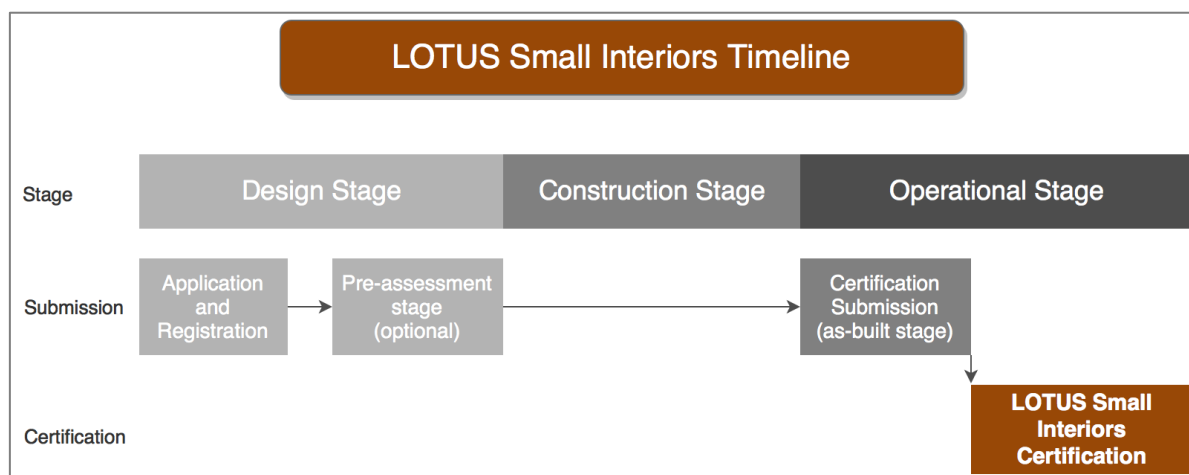 LOTUS Small Interiors Timeline
Stage
Design Stage
Construction Stage
Operational Stage
Submission
Application
and
Registration
Pre-assessment
stage
(optional)
Certification
Submission
(as-built stage)
Certification
LOTUS Small
Interiors
Certification